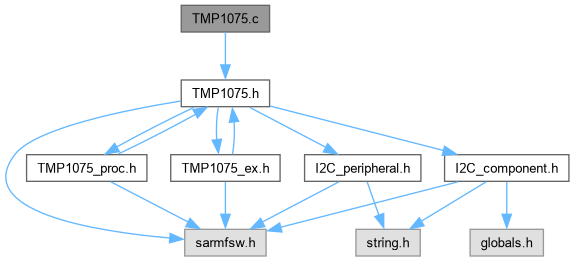 TMP1075.c
TMP1075.h
TMP1075_proc.h
TMP1075_ex.h
I2C_peripheral.h
I2C_component.h
sarmfsw.h
string.h
globals.h